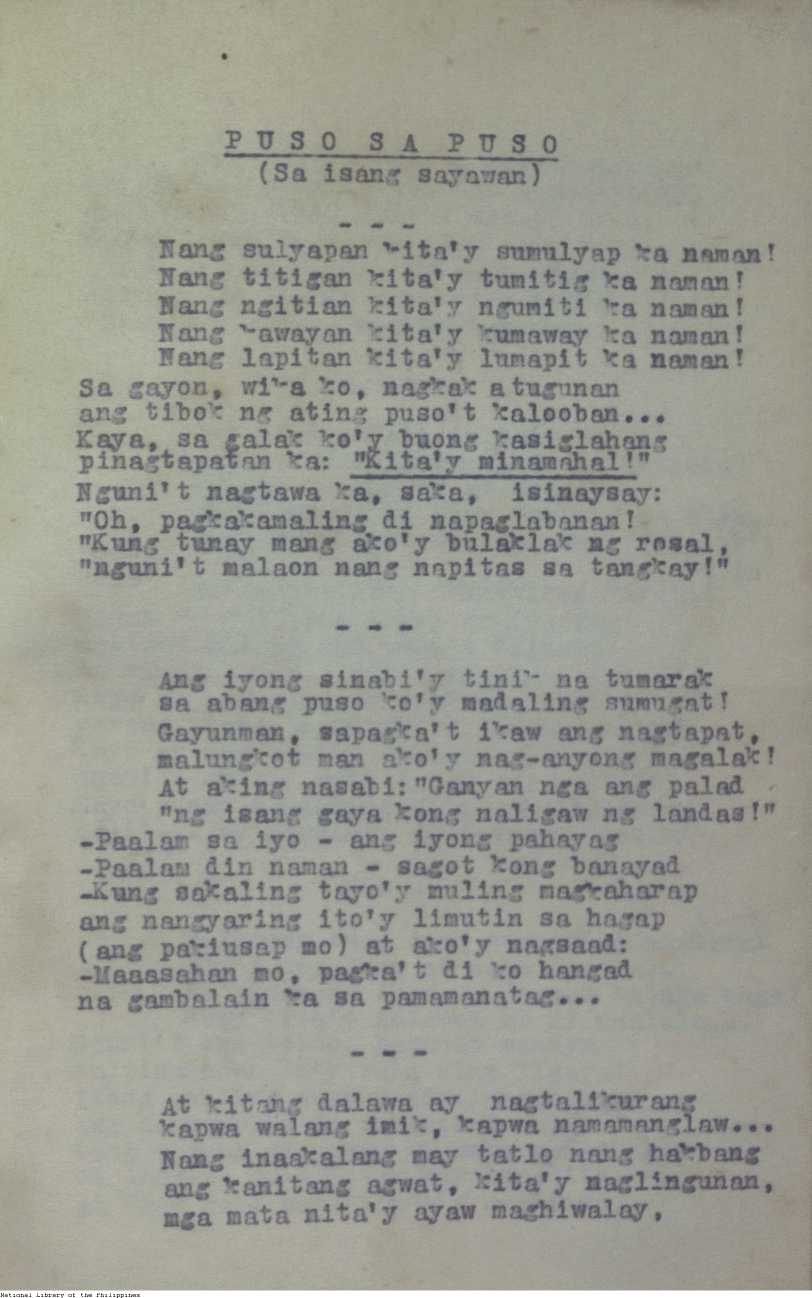 PUSO SA PUSO
(Sa isang sayawan)
- - -
Nang sulyapan kita'y sumulyap ka naman!
Nang titigan kita'y tumitig ka naman!
Nang ngitian kita'y ngumiti ka naman!
Nang kawayan kita'y kumaway ka naman!
Nang lapitan kita'y lumapit ka naman!
Sa gayon, wika ko, nagkak atugunan
ang tibok ng ating puso't kalooban...
Kaya, sa galak ko'y buong kasiglahang
pinagtapatan ka: "Kita'y minamahal!"
Nguni't nagtawa ka, saka, isinaysay:
"Oh, pagkakamaling di napaglabanan!
"Kung tunay mang ako'y bulaklak ng rosal,
"nguni't malaon nang napitas sa tangkay!"
- - -
Ang iyong sinabi'y tinik na tumarak
sa abang puso ko'y madaling sumugat!
Gayunman, sapagka't ikaw ang nagtapat,
malungkot man ako'y nag-anyong magalak!
At aking nasabi:"Ganyan nga ang palad
"ng isang gaya kong naligaw ng landas!"
-Paalam sa iyo - ang iyong pahayag
-Paalam din naman - sagot kong banayad
-Kung sakaling tayo'y muling magkaharap
ang nangyaring ito'y limutin sa hagap
(ang pakiusap mo) at ako'y nagsaad:
-Maaasahan mo, pagka't di ko hangad
na gambalain ka sa pamamanatag...
- - -
At kitang dalawa ay nagtalikurang
kapwa walang imik, kapwa namamanglaw...
Nang inaakalang may tatlo nang hakbang
ang kanitang agwat, kita'y naglingunan,
mga mata nita'y ayaw maghiwalay,
National Library of the Philippines